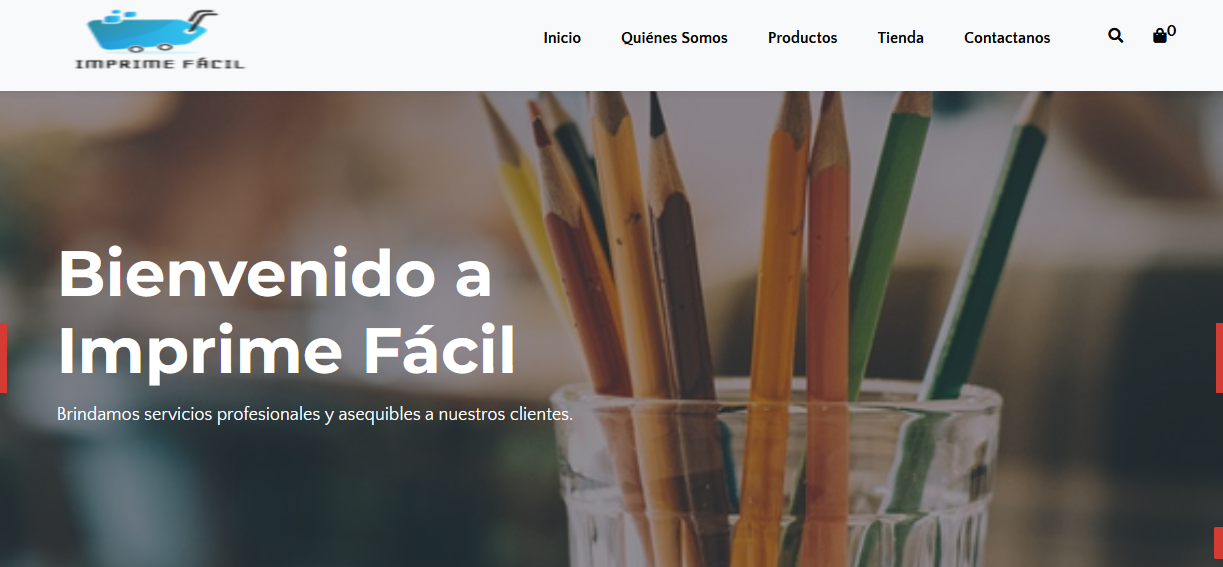 IMPRIME FÁCIL
Inicio
Quiénes Somos
Productos
Tienda
Contactanos
0
Bienvenido a
Imprime Fácil
Brindamos servicios profesionales y asequibles a nuestros clientes.